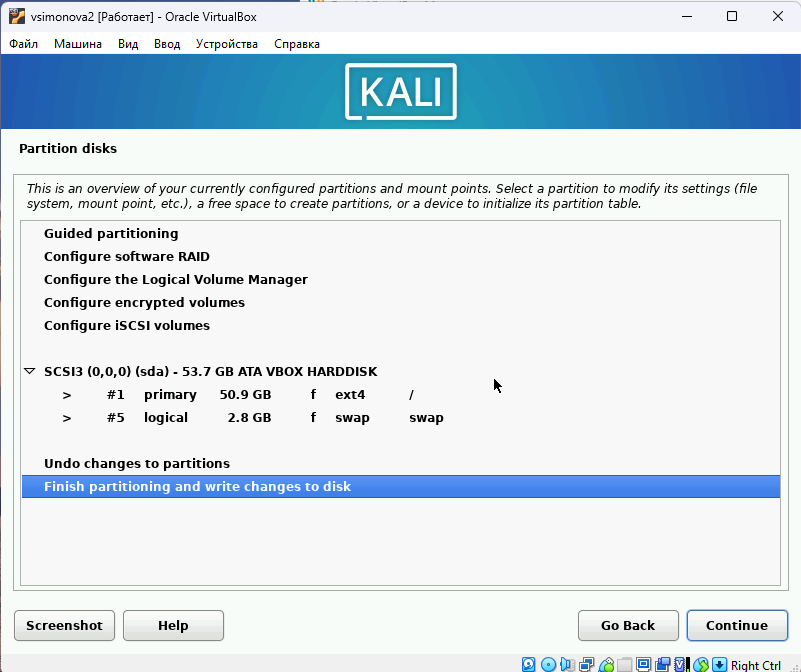 vsimonova2 [Работает] - Oracle VirtualBox
Файл Машина Вид Ввод Устройства Справка
KALI
Partition disks
This is an overview of your currently configured partitions and mount points. Select a partition to modify its settings (file
system, mount point, etc.), a free space to create partitions, or a device to initialize its partition table.
Guided partitioning
Configure software RAID
Configure the Logical Volume Manager
Configure encrypted volumes
Configure iSCSI volumes
SCSI3 (0,0,0) (sda) - 53.7 GB ATA VBOX HARDDISK
> #1 primary 50.9 GB f ext4 /
> #5 logical 2.8 GB f swap swap
Undo changes to partitions
Finish partitioning and write changes to disk
Screenshot Help Go Back Continue
Right Ctrl